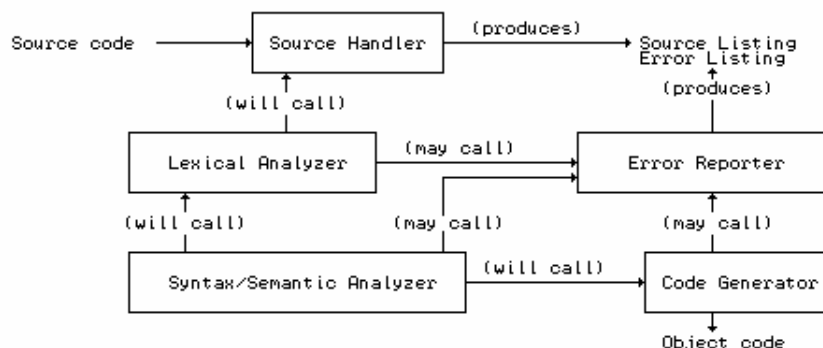 Source code
Source Handler
(produces)
Source Listing
Error Listing
(will call)
(produces)
Lexical Analyzer
(may call)
Error Reporter
(will call)
(may call)
(may call)
Syntax/Semantic Analyzer
(will call)
Code Generator
Object code